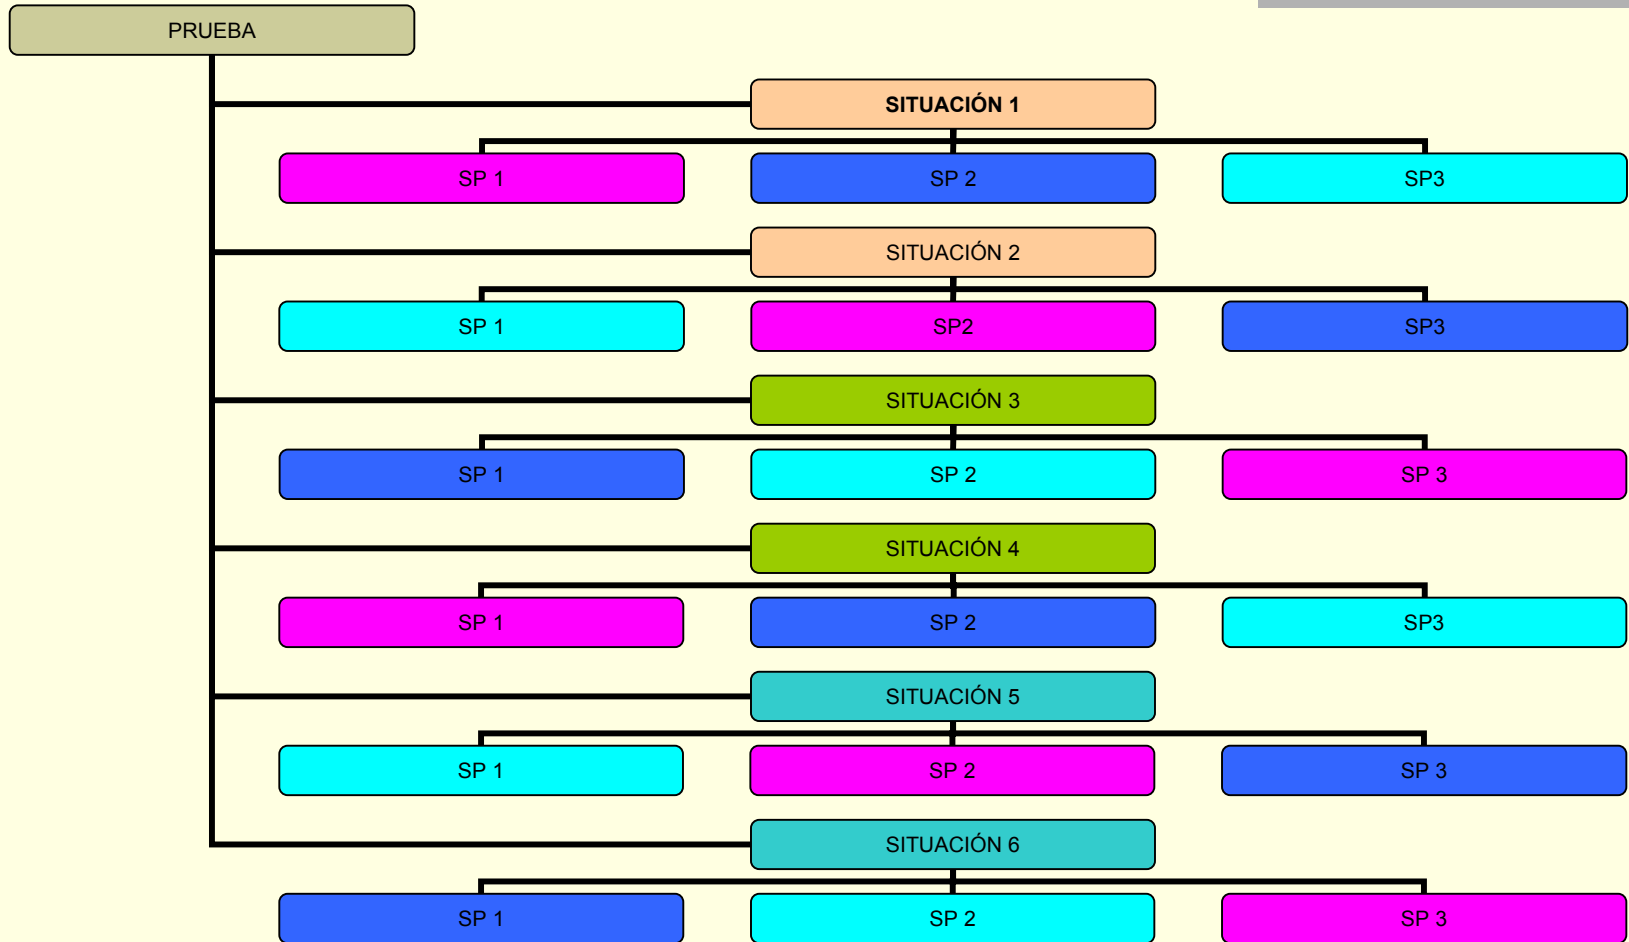 PRUEBA
SITUACIÓN 1
SP 1
SP 2
SP3
SITUACIÓN 2
SP 1
SP2
SP3
SITUACIÓN 3
SP 1
SP 2
SP 3
SITUACIÓN 4
SP 1
SP 2
SP3
SITUACIÓN 5
SP 1
SP 2
SP 3
SITUACIÓN 6
SP 1
SP 2
SP 3